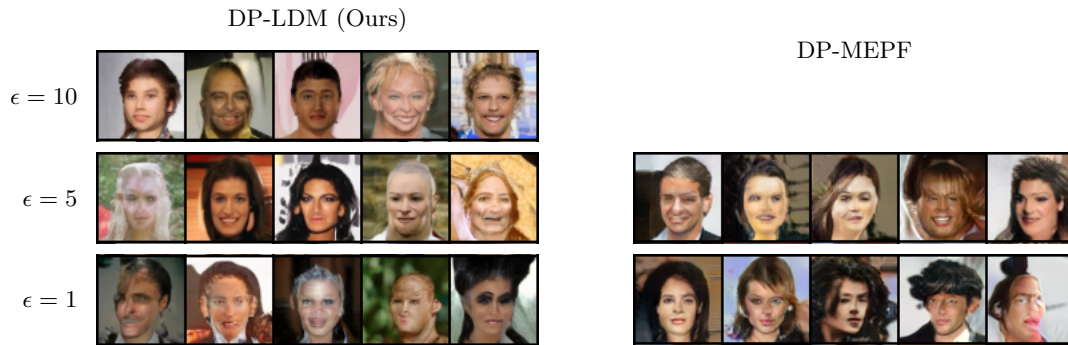 DP-LDM (Ours)
DP-MEPF
ϵ = 10
ϵ = 5
ϵ = 1